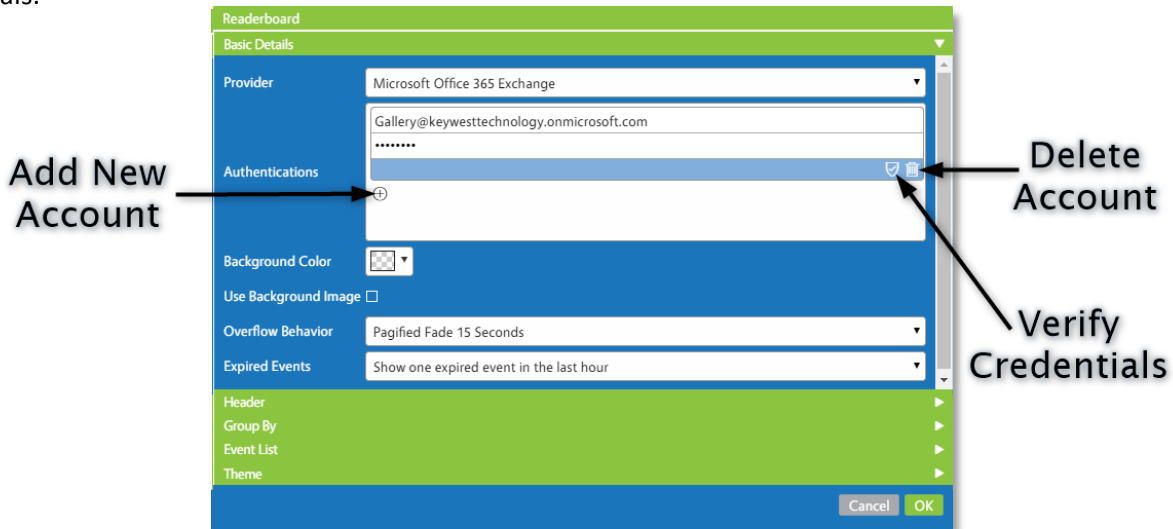 als.
Readerboard
Basic Details
Provider
Microsoft Office 365 Exchange
Gallery@keywesttechnology.onmicrosoft.com
••••••••
Authentications
Add New
Account
Delete
Account
Background Color
Use Background Image
Overflow Behavior
Pagified Fade 15 Seconds
Verify
Credentials
Expired Events
Show one expired event in the last hour
Header
Group By
Event List
Theme
Cancel
OK